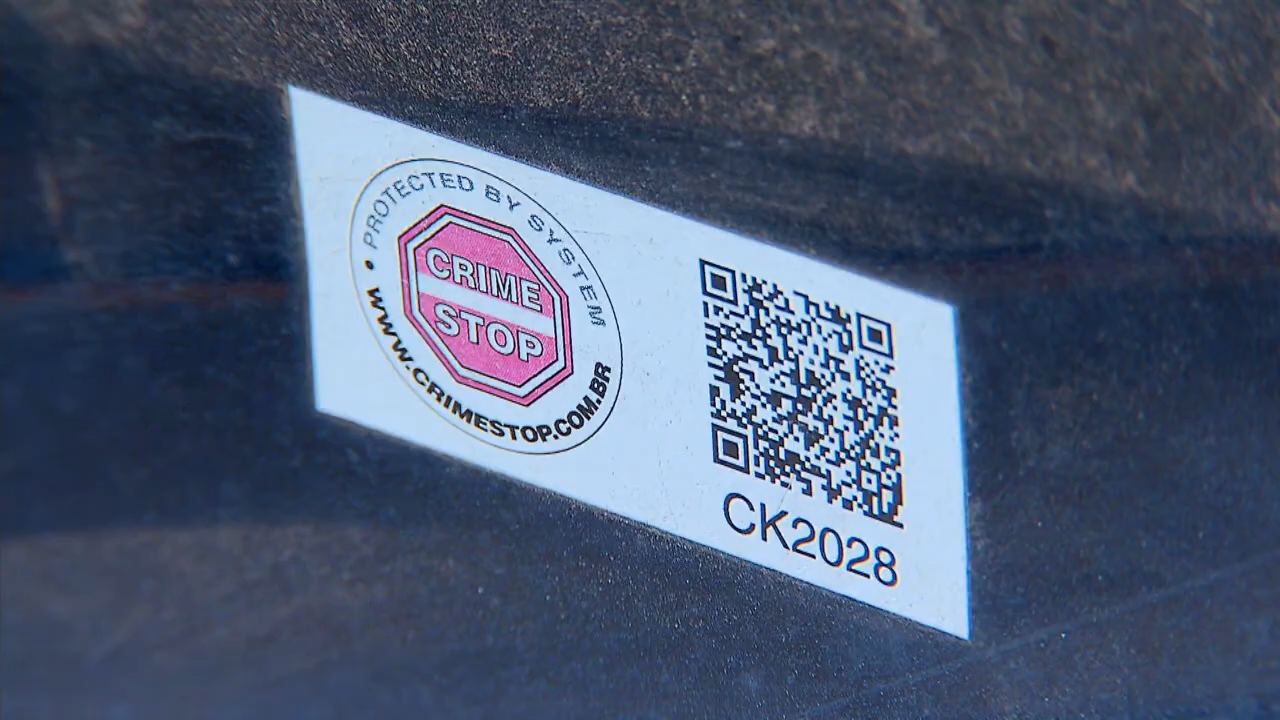 • PROTECTED BY SYSTEM
CRIME
STOP
WWW.CRIMESTOP.COM.BR
CK2028